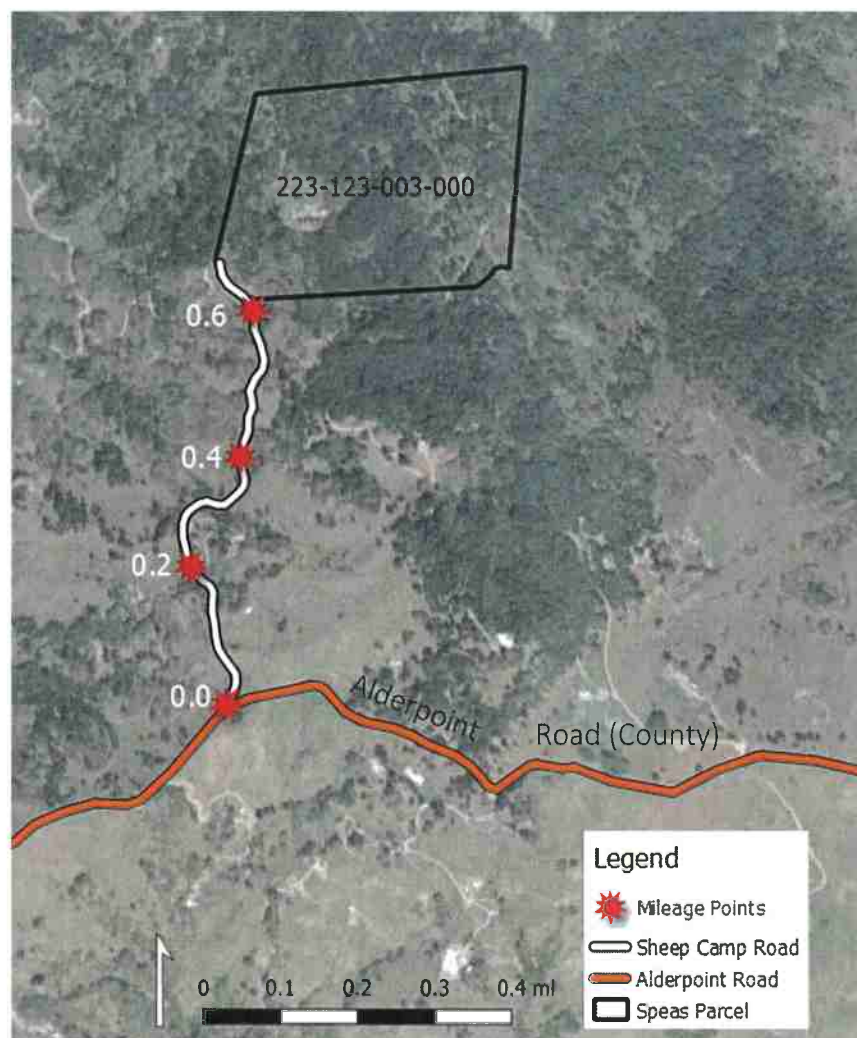 223-123-003-000
0.6
0.4
0.2
0.0
Alderpoint
Road (County)
Legend
Mileage Points
Sheep Camp Road
Alderpoint Road
Speas Parcel
0 0.1 0.2 0.3 0.4 ml